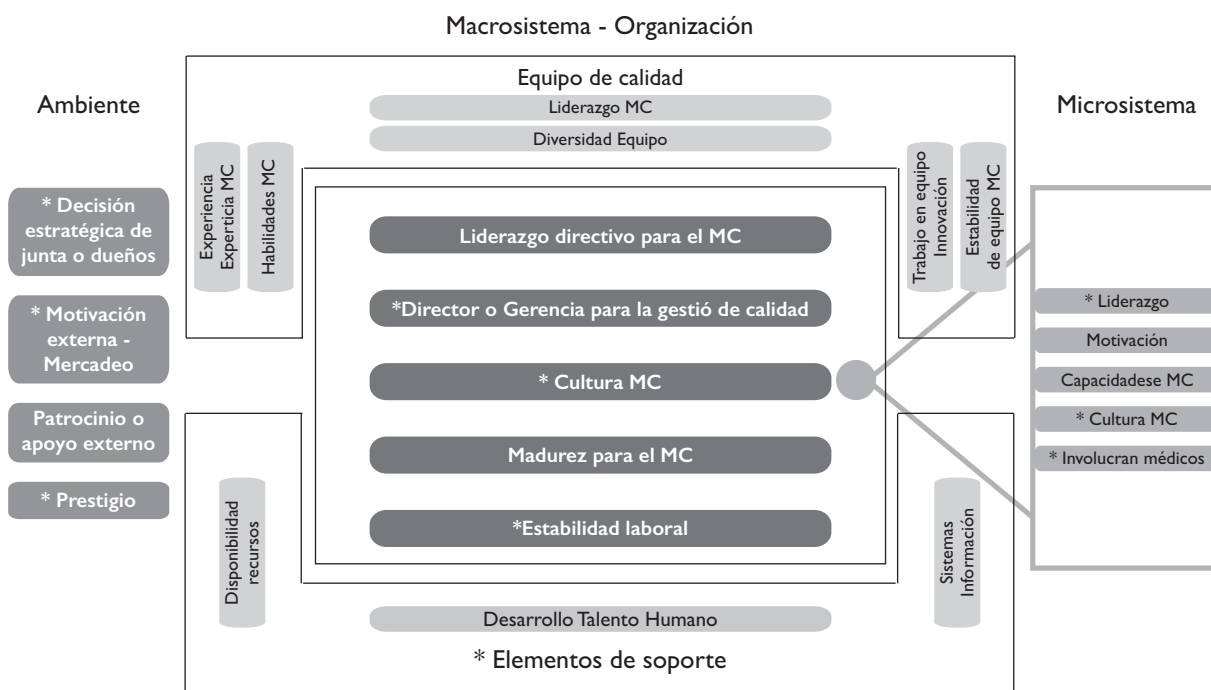 Macrosistema - Organización
Ambiente
* Decisión
estratégica de
junta o dueños
* Motivación
externa -
Mercadeo
Patrocinio o
apoyo externo
* Prestigio
Equipo de calidad
Liderazgo MC
Diversidad Equipo
Experiencia
Experticia MC
Habilidades MC
Trabajo en equipo
Innovación
Estabilidad
de equipo MC
Liderazgo directivo para el MC
*Director o Gerencia para la gestió de calidad
* Cultura MC
Madurez para el MC
*Estabilidad laboral
Disponibilidad
recursos
Sistemas
Información
Desarrollo Talento Humano
* Elementos de soporte
Microsistema
* Liderazgo
Motivación
Capacidadese MC
* Cultura MC
* Involucran médicos